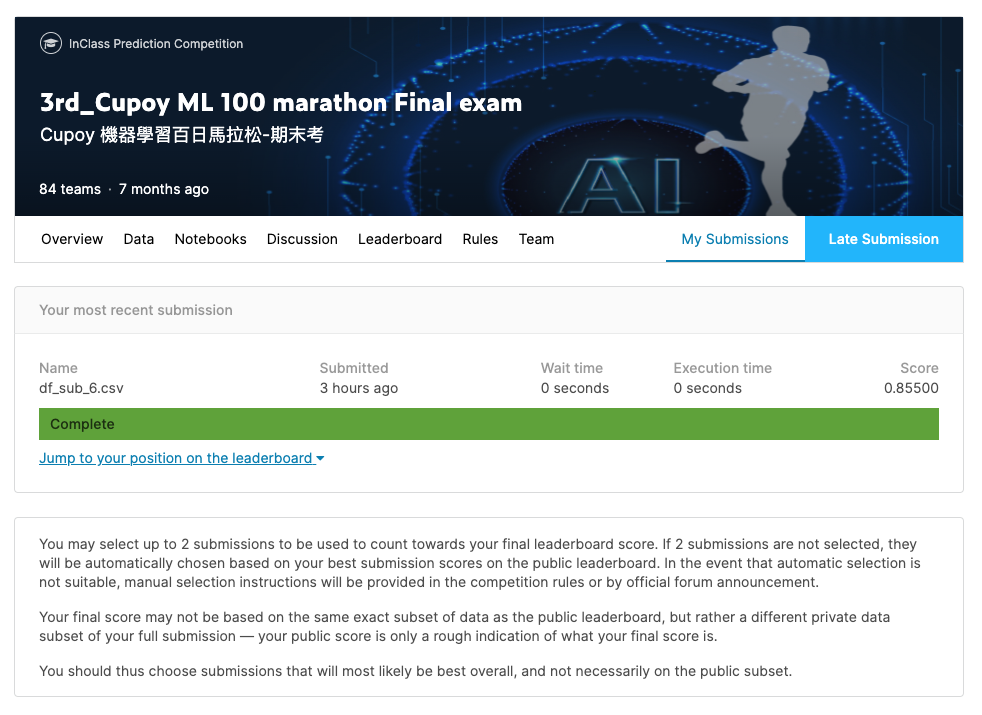 InClass Prediction Competition
3rd_Cupoy ML 100 marathon Final exam
Cupoy 機器學習百日馬拉松-期末考
84 teams · 7 months ago
AI
Overview Data Notebooks Discussion Leaderboard Rules Team My Submissions Late Submission
Your most recent submission
Name Submitted Wait time Execution time Score
df_sub_6.csv 3 hours ago 0 seconds 0 seconds 0.85500
Complete
Jump to your position on the leaderboard
You may select up to 2 submissions to be used to count towards your final leaderboard score. If 2 submissions are not selected, they
will be automatically chosen based on your best submission scores on the public leaderboard. In the event that automatic selection is
not suitable, manual selection instructions will be provided in the competition rules or by official forum announcement.
Your final score may not be based on the same exact subset of data as the public leaderboard, but rather a different private data
subset of your full submission — your public score is only a rough indication of what your final score is.
You should thus choose submissions that will most likely be best overall, and not necessarily on the public subset.